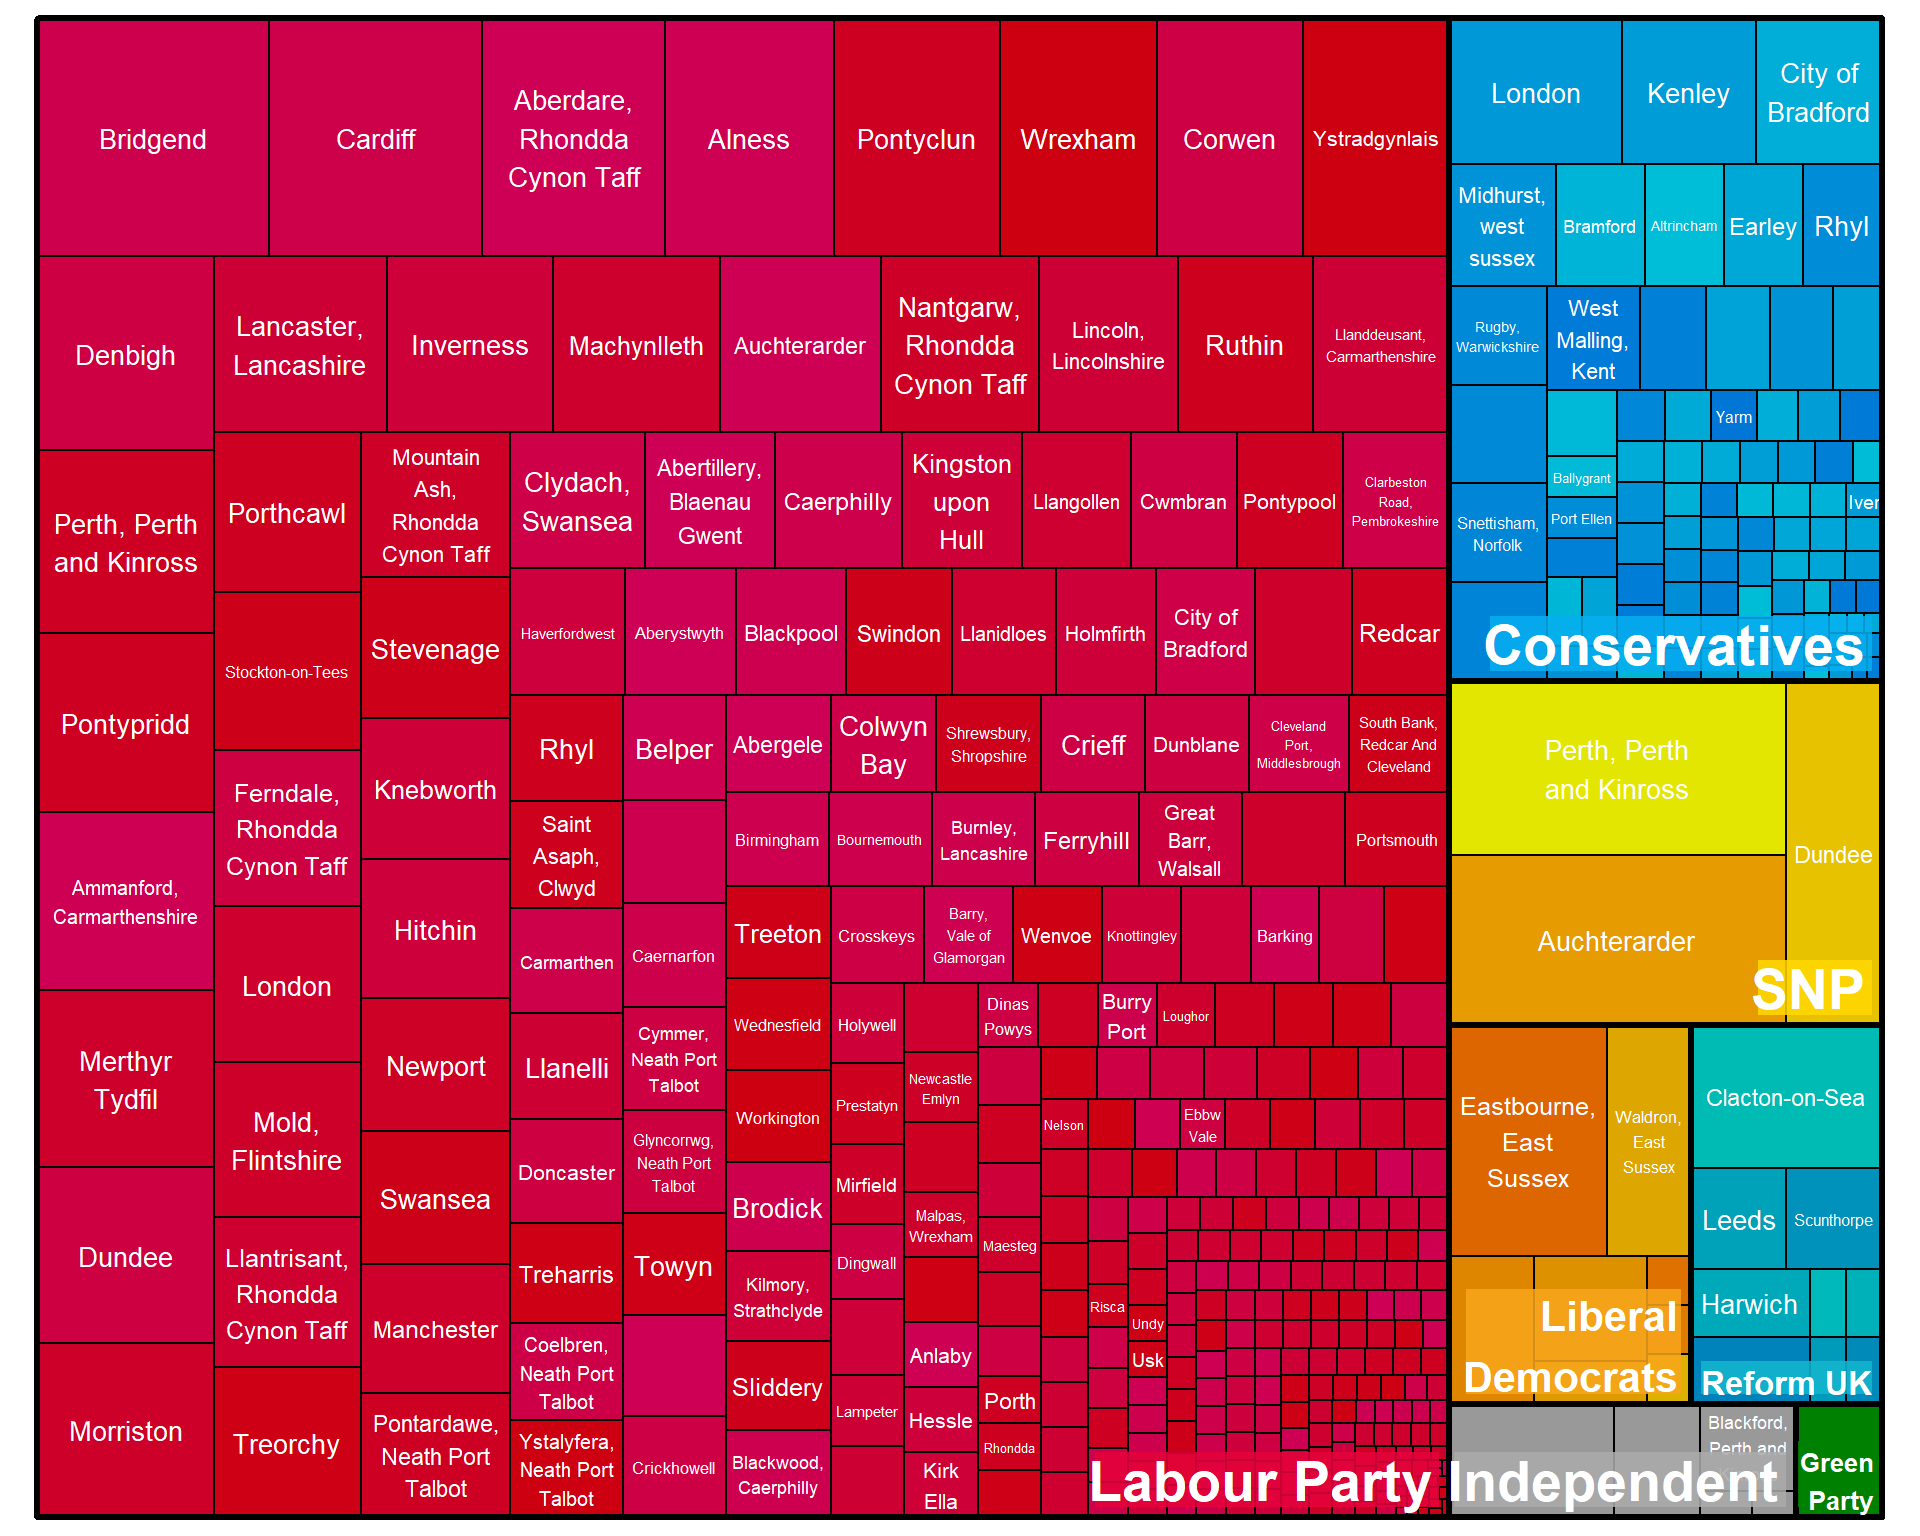 Bridgend
Cardiff
Aberdare,
Rhondda
Cynon Taff
Alness
Pontyclun
Wrexham
Corwen
Ystradgynlais
Denbigh
Lancaster,
Lancashire
Inverness
Machynlleth
Auchterarder
Nantgarw,
Rhondda
Cynon Taff
Lincoln,
Lincolnshire
Ruthin
Llanddeusant,
Carmarthenshire
Perth, Perth
and Kinross
Porthcawl
Mountain
Ash,
Rhondda
Cynon Taff
Clydach,
Swansea
Abertillery,
Blaenau
Gwent
Caerphilly
Kingston
upon
Hull
Llangollen
Cwmbran
Pontypool
Clarbeston
Road,
Pembrokeshire
Stockton-on-Tees
Stevenage
Haverfordwest
Aberystwyth
Blackpool
Swindon
Llanidloes
Holmfirth
City of
Bradford
Redcar
Pontypridd
Knebworth
Rhyl
Belper
Abergele
Colwyn
Bay
Shrewsbury,
Shropshire
Crieff
Dunblane
Cleveland
Port,
Middlesbrough
South Bank,
Redcar And
Cleveland
Ferndale,
Rhondda
Cynon Taff
Saint
Asaph,
Clwyd
Birmingham
Bournemouth
Burnley,
Lancashire
Ferryhill
Great
Barr,
Walsall
Portsmouth
Ammanford,
Carmarthenshire
London
Hitchin
Carmarthen
Caernarfon
Treeton
Crosskeys
Barry,
Vale of
Glamorgan
Wenvoe
Knottingley
Barking
Merthyr
Tydfil
Mold,
Flintshire
Newport
Llanelli
Cymmer,
Neath Port
Talbot
Wednesfield
Holywell
Dinas
Powys
Burry
Port
Loughor
Workington
Prestatyn
Newcastle
Emlyn
Nelson
Ebbw
Vale
Dundee
Swansea
Doncaster
Glyncorrwg,
Neath Port
Talbot
Brodick
Mirfield
Malpas,
Wrexham
Maesteg
Llantrisant,
Rhondda
Cynon Taff
Manchester
Treharris
Towyn
Kilmory,
Strathclyde
Dingwall
Risca
Undy
Usk
Morriston
Treorchy
Pontardawe,
Neath Port
Talbot
Coelbren,
Neath Port
Talbot
Ystalyfera,
Neath Port
Talbot
Crickhowell
Sliddery
Blackwood,
Caerphilly
Lampeter
Anlaby
Hessle
Kirk
Ella
Porth
Rhondda
Labour Party
London
Kenley
City of
Bradford
Midhurst,
west
sussex
Bramford
Altrincham
Earley
Rhyl
Rugby,
Warwickshire
West
Malling,
Kent
Yarm
Ballygrant
Snettisham,
Norfolk
Port Ellen
Iver
Conservatives
Perth, Perth
and Kinross
Auchterarder
Dundee
SNP
Eastbourne,
East
Sussex
Waldron,
East
Sussex
Liberal
Democrats
Clacton-on-Sea
Leeds
Scunthorpe
Harwich
Reform UK
Blackford,
Perth and
Independent
Green
Party